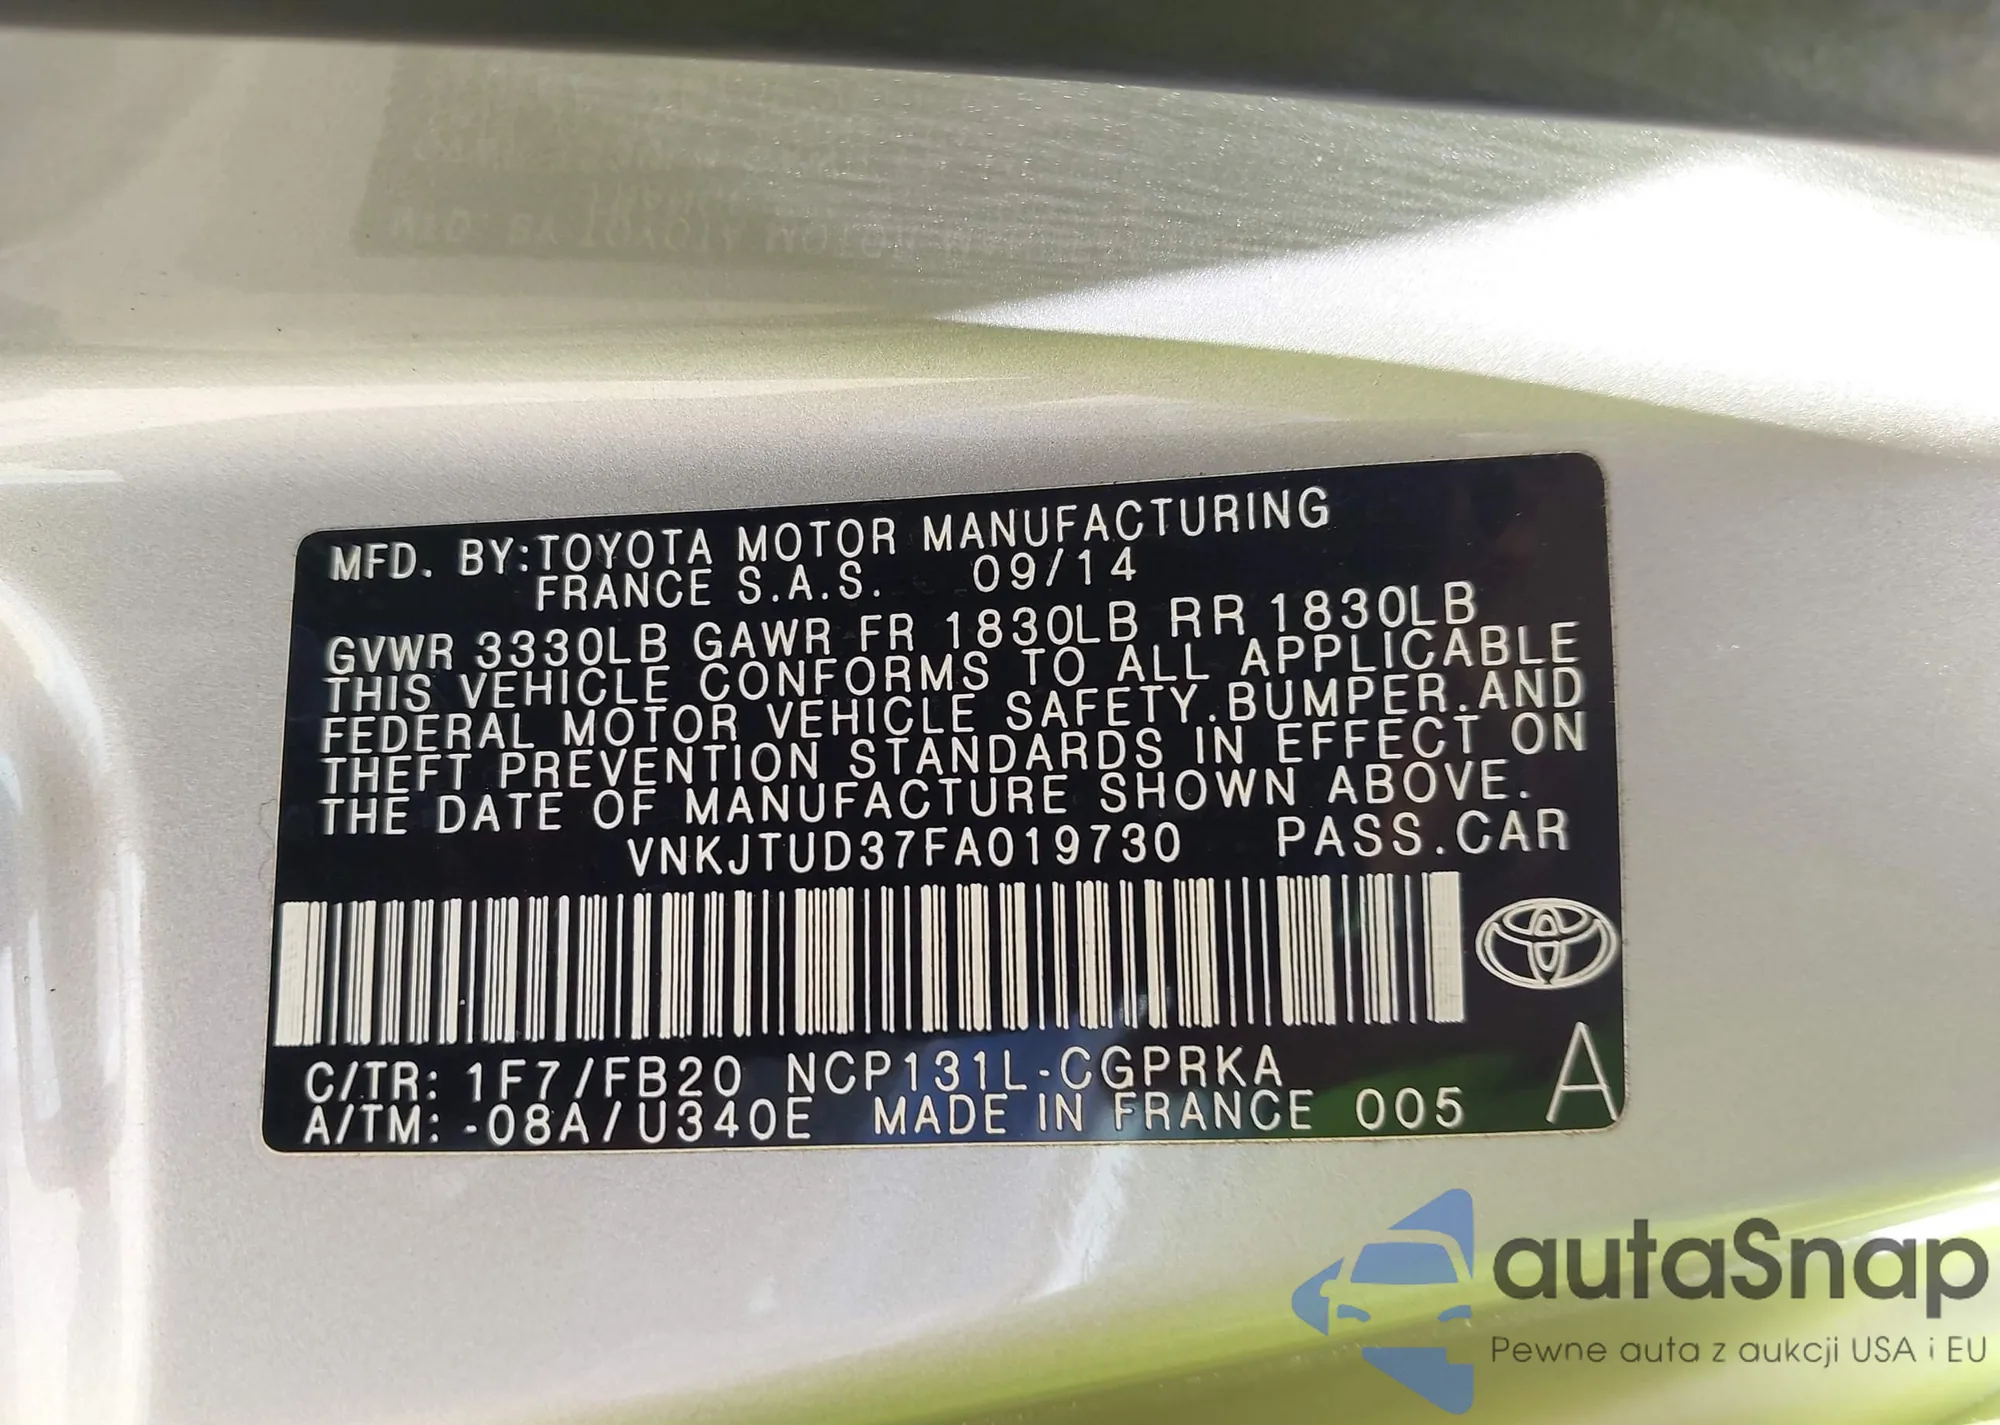 MFD. BY:TOYOTA MOTOR MANUFACTURING
FRANCE S.A.S. 09/14
GVWR 3330LB GAWR FR 1830LB RR 1830LB
THIS VEHICLE CONFORMS TO ALL APPLICABLE
FEDERAL MOTOR VEHICLE SAFETY.BUMPER.AND
THEFT PREVENTION STANDARDS IN EFFECT ON
THE DATE OF MANUFACTURE SHOWN ABOVE.
VNKJTUD37FA019730 PASS.CAR
C/TR: 1F7/FB20 NCP131L-CGPRKA
A/TM: -08A/U340E MADE IN FRANCE 005 A
autaSnap
Pewne auta z aukcji USA i EU